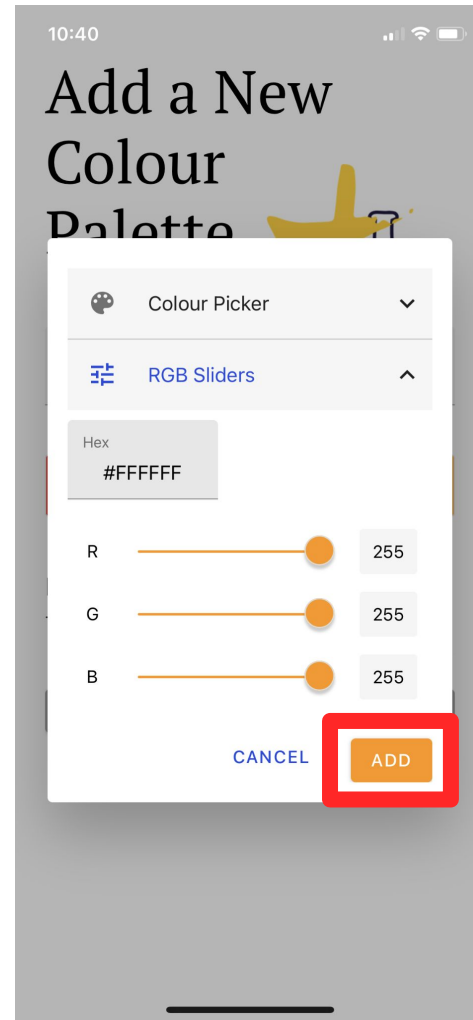 10:40
Add a New
Colour
Palette
Colour Picker
RGB Sliders
Hex
#FFFFFF
R 255
G 255
B 255
CANCEL ADD